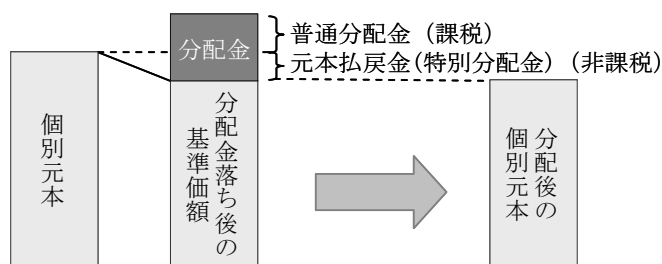 普通分配金（課税）
分配金
元本払戻金(特別分配金)（非課税）
個別元本
分配金落ち後の
基準価額
分配後の
個別元本